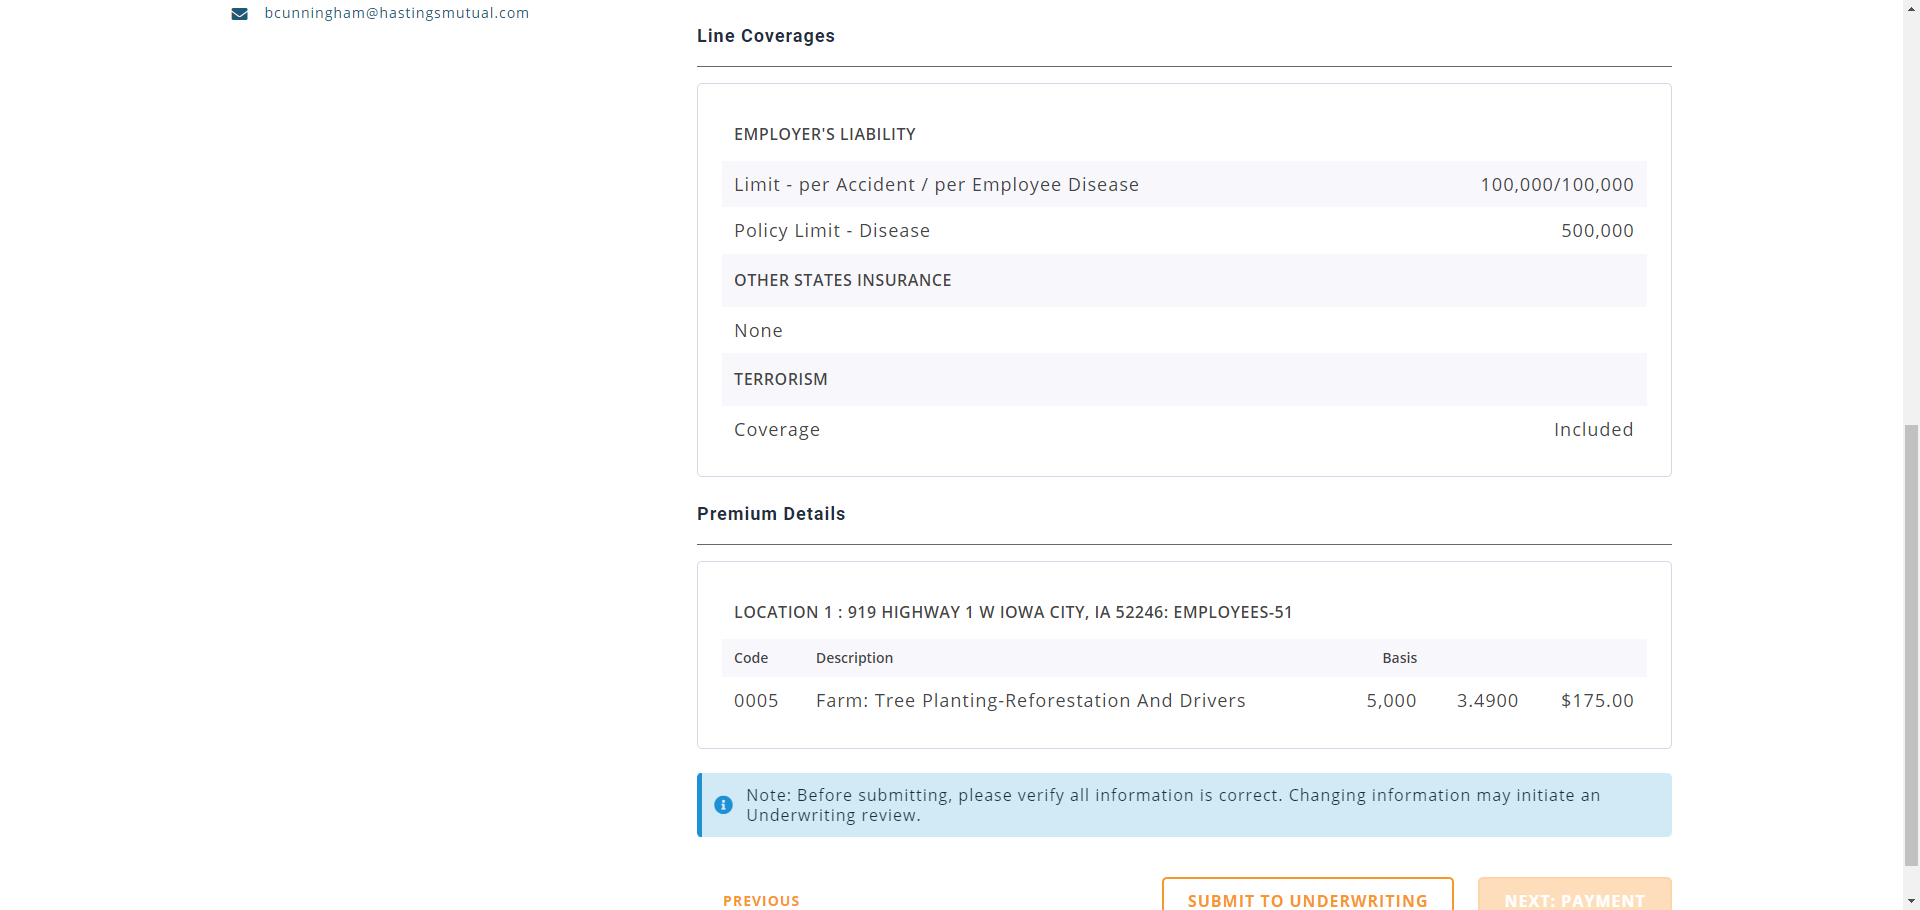 bcunningham@hastingsmutual.com
Line Coverages
EMPLOYER'S LIABILITY
Limit - per Accident / per Employee Disease 100,000/100,000
Policy Limit - Disease 500,000
OTHER STATES INSURANCE
None
TERRORISM
Coverage Included
Premium Details
LOCATION 1 : 919 HIGHWAY 1 W IOWA CITY, IA 52246: EMPLOYEES-51
Code Description Basis
0005 Farm: Tree Planting-Reforestation And Drivers 5,000 3.4900 $175.00
Note: Before submitting, please verify all information is correct. Changing information may initiate an
Underwriting review.
PREVIOUS SUBMIT TO UNDERWRITING NEXT: PAYMENT